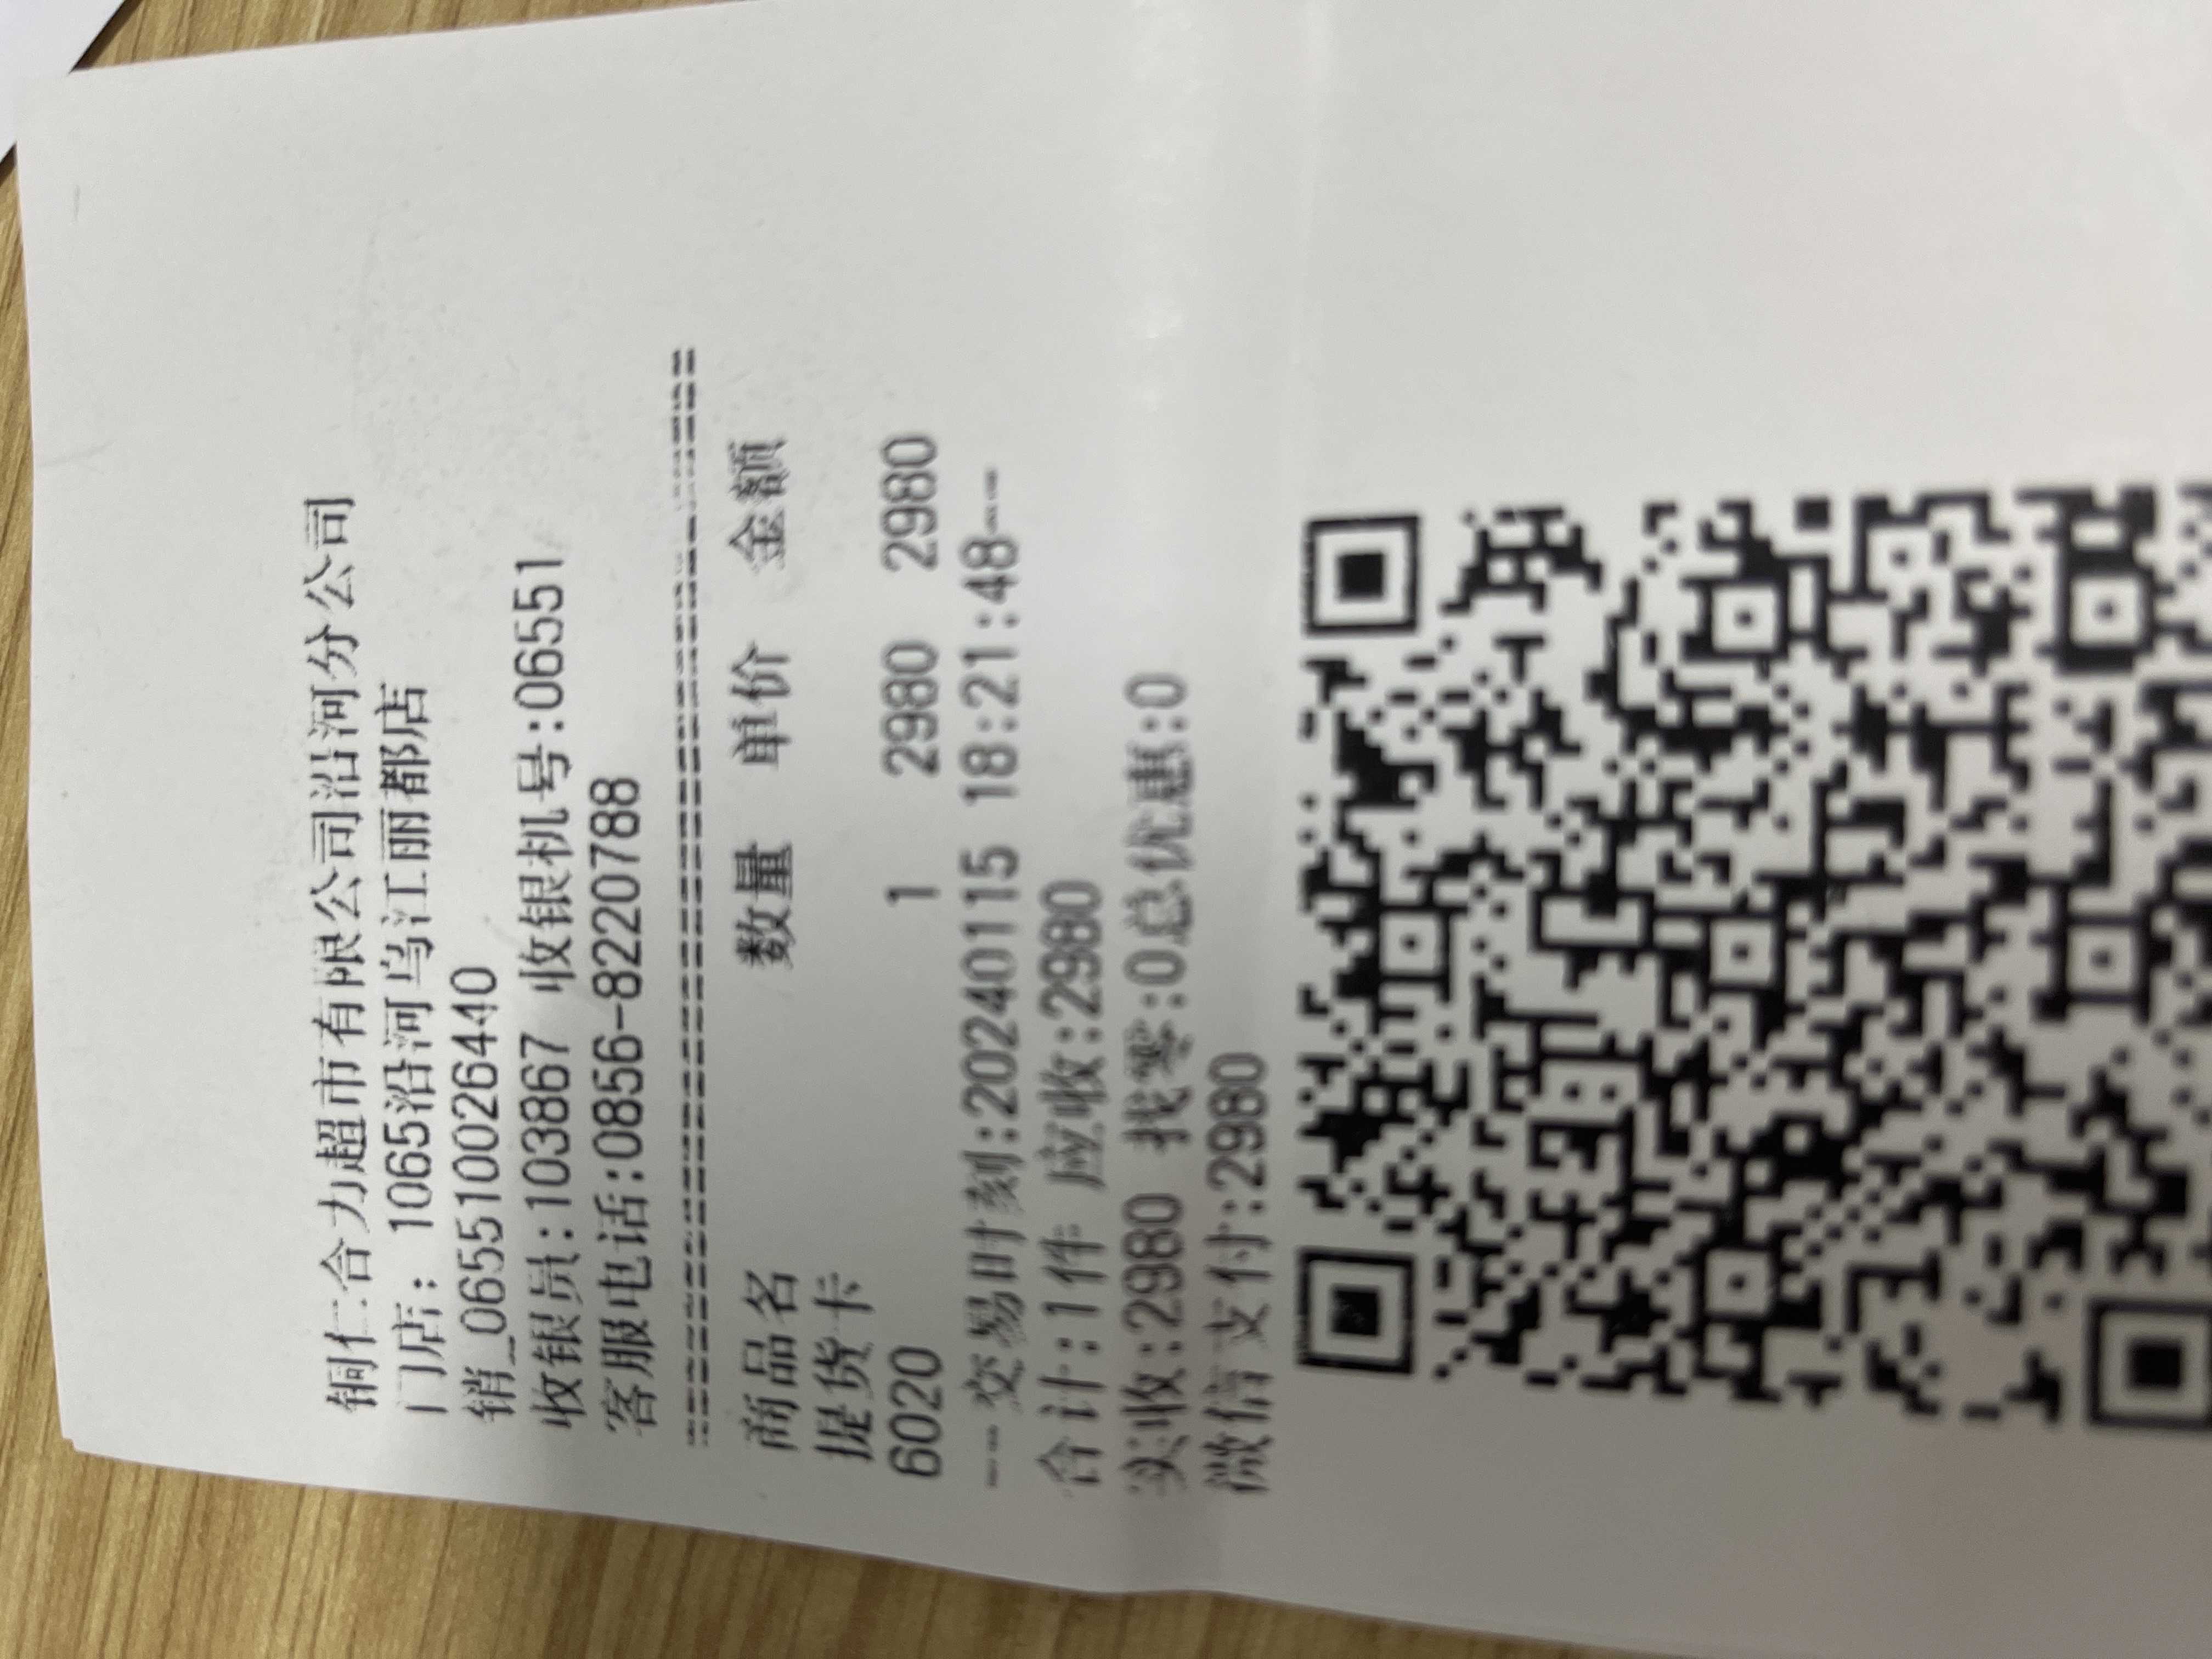 铜仁合力超市有限公司沿河分公司
门店: 1065沿河乌江丽都店
销_065510026440
收银员:103867 收银机号:06551
客服电话:0856-8220788
==========================================
商品名 数量 单价 金额
提货卡
6020 1 2980 2980
---交易时刻:20240115 18:21:48---
合计:1件 应收:2980
实收:2980 找零:0总优惠:0
微信支付:2980